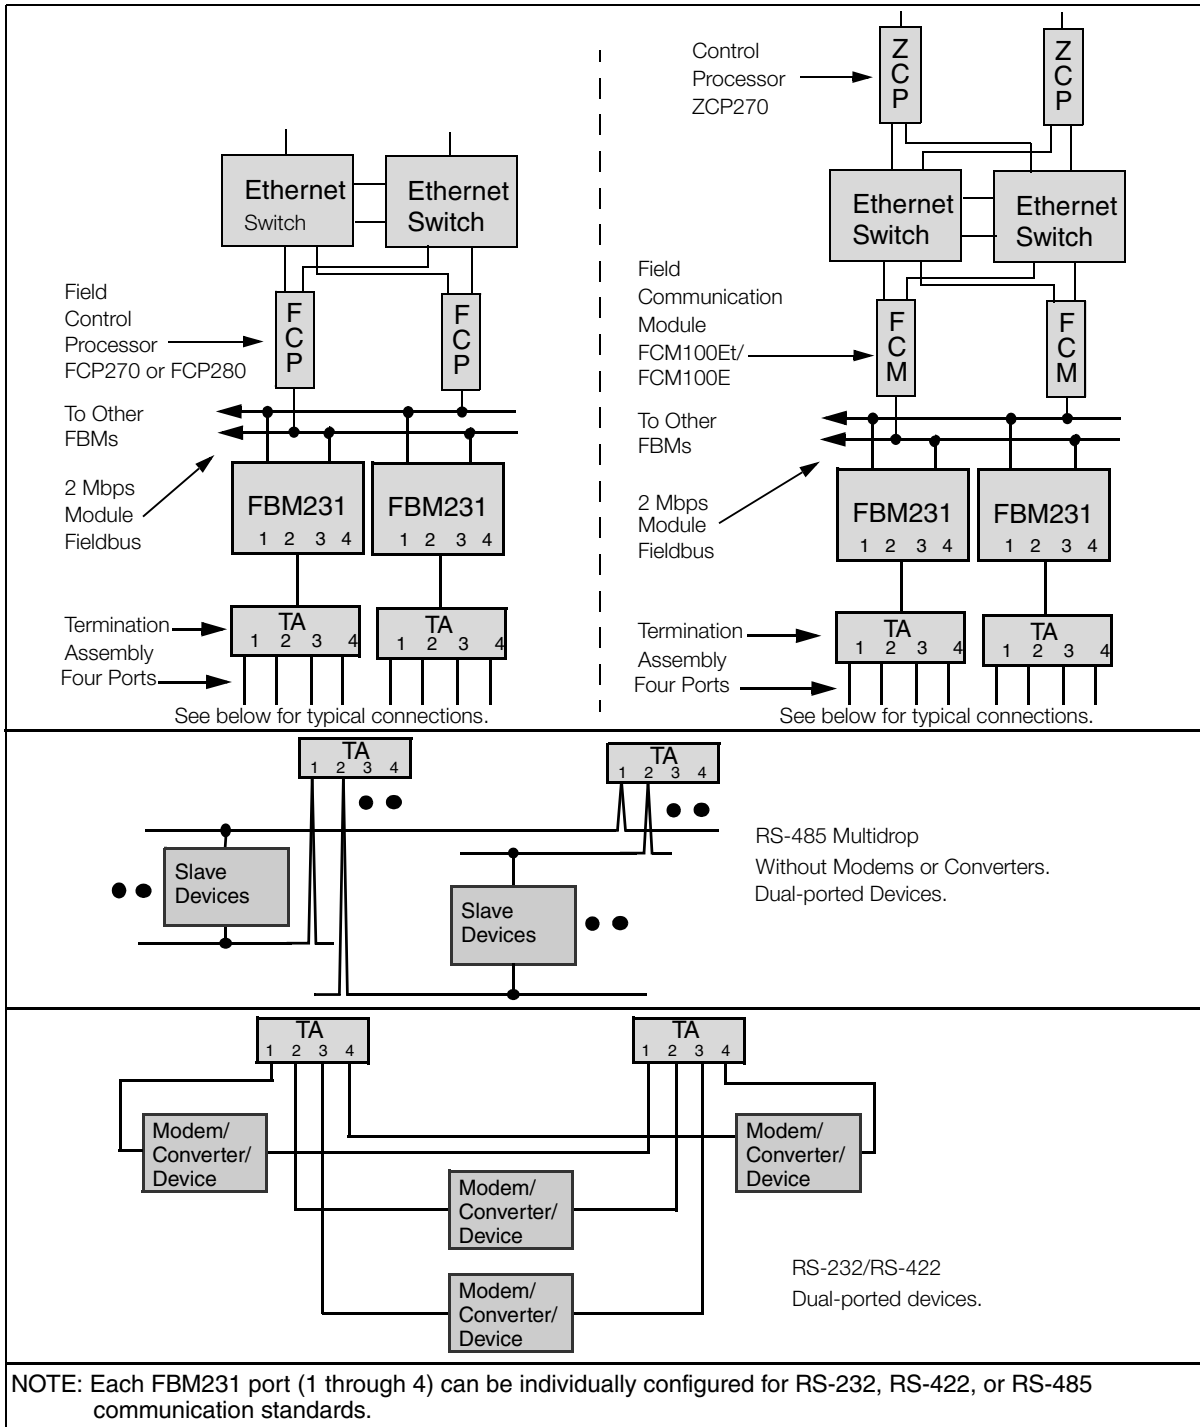 Ethernet
Switch
Ethernet
Switch
Field
Control
Processor
FCP270 or FCP280
F
C
P
F
C
P
To Other
FBMs
2 Mbps
Module
Fieldbus
FBM231
1 2 3 4
FBM231
1 2 3 4
Termination
Assembly
Four Ports
TA
1 2 3 4
TA
1 2 3 4
See below for typical connections.
Control
Processor
ZCP270
Z
C
P
Z
C
P
Ethernet
Switch
Ethernet
Switch
Field
Communication
Module
FCM100Et/
FCM100E
F
C
M
F
C
M
To Other
FBMs
2 Mbps
Module
Fieldbus
FBM231
1 2 3 4
FBM231
1 2 3 4
Termination
Assembly
Four Ports
TA
1 2 3 4
TA
1 2 3 4
See below for typical connections.
TA
1 2 3 4
TA
1 2 3 4
Slave
Devices
Slave
Devices
RS-485 Multidrop
Without Modems or Converters.
Dual-ported Devices.
TA
1 2 3 4
TA
1 2 3 4
Modem/
Converter/
Device
Modem/
Converter/
Device
Modem/
Converter/
Device
Modem/
Converter/
Device
RS-232/RS-422
Dual-ported devices.
NOTE: Each FBM231 port (1 through 4) can be individually configured for RS-232, RS-422, or RS-485
communication standards.